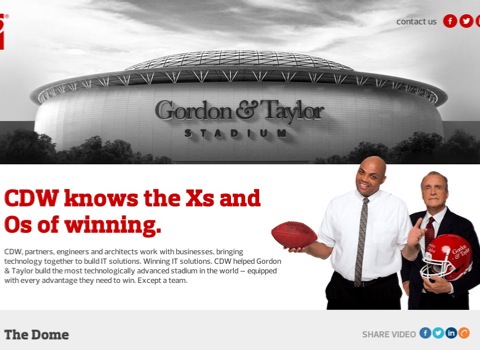 contact us
Gordon & Taylor
STADIUM
CDW knows the Xs and
Os of winning.
CDW, partners, engineers and architects work with businesses, bringing
technology together to build IT solutions. Winning IT solutions. CDW helped Gordon
& Taylor build the most technologically advanced stadium in the world -- equipped
with every advantage they need to win. Except a team.
Gordon
& Taylor
The Dome
SHARE VIDEO